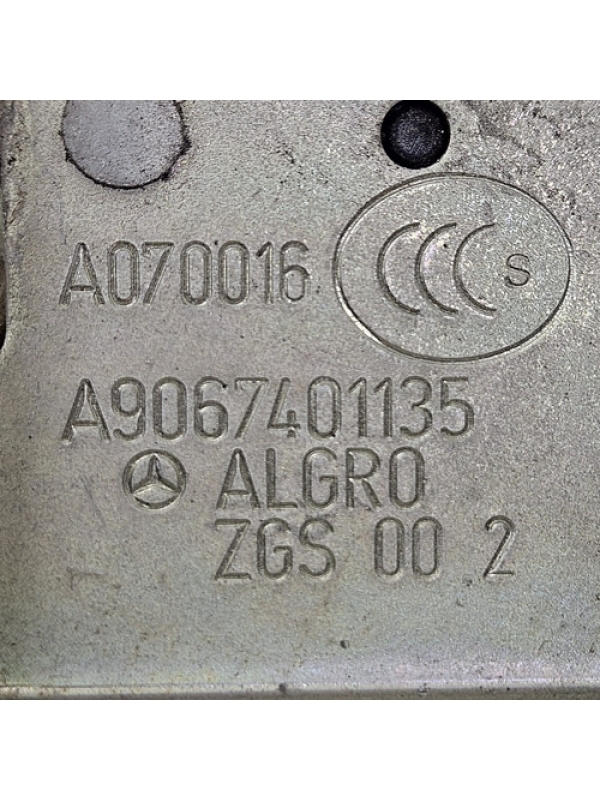 A070016 CCC S
A9067401135
ALGRO
ZGS 00 2